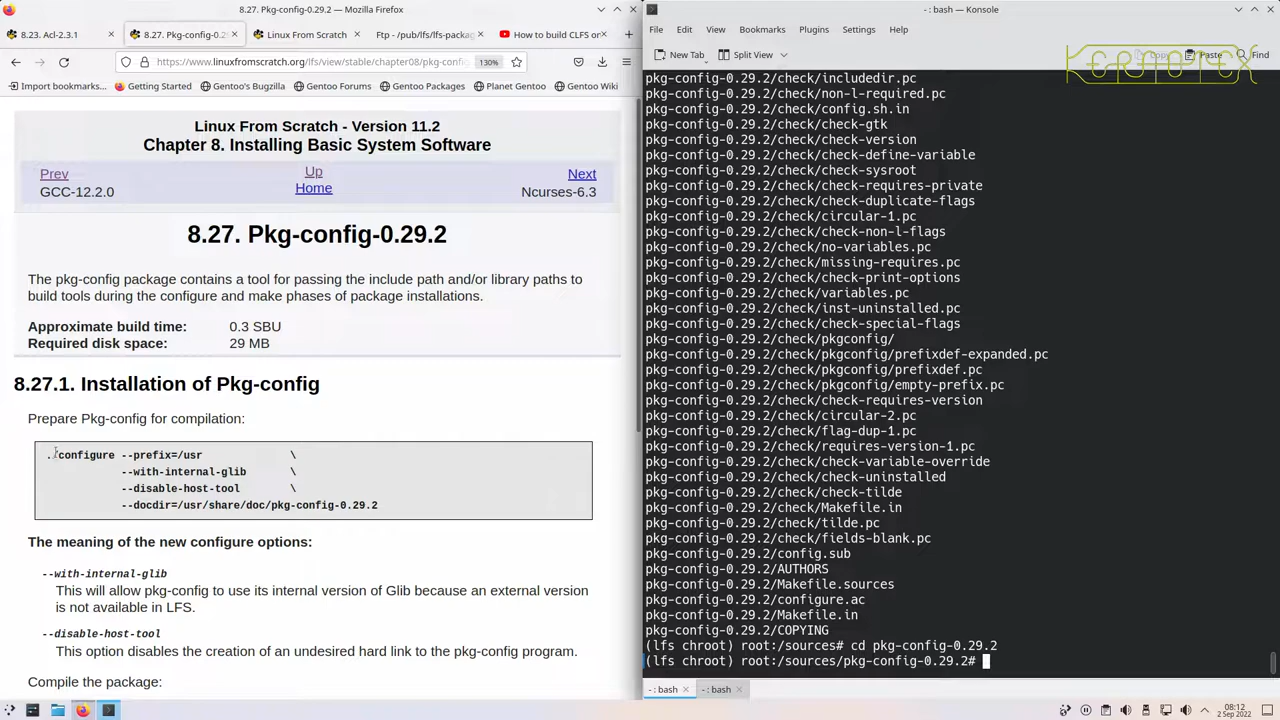 8.27. Pkg-config-0.29.2 — Mozilla Firefox
8.23. Acl-2.3.1
8.27. Pkg-config-0.29
Linux From Scratch
Ftp - /pub/lfs/lfs-packag
How to build CLFS on
https://www.linuxfromscratch.org/lfs/view/stable/chapter08/pkg-config
Import bookmarks...
Getting Started
Gentoo's Bugzilla
Gentoo Forums
Gentoo Packages
Planet Gentoo
Gentoo Wiki
Linux From Scratch - Version 11.2
Chapter 8. Installing Basic System Software
Prev
Up
Next
GCC-12.2.0
Home
Ncurses-6.3
8.27. Pkg-config-0.29.2
The pkg-config package contains a tool for passing the include path and/or library paths to
build tools during the configure and make phases of package installations.
Approximate build time: 0.3 SBU
Required disk space: 29 MB
8.27.1. Installation of Pkg-config
Prepare Pkg-config for compilation:
./configure --prefix=/usr \
--with-internal-glib \
--disable-host-tool \
--docdir=/usr/share/doc/pkg-config-0.29.2
The meaning of the new configure options:
--with-internal-glib
This will allow pkg-config to use its internal version of Glib because an external version
is not available in LFS.
--disable-host-tool
This option disables the creation of an undesired hard link to the pkg-config program.
Compile the package:
- : bash — Konsole
File Edit View Bookmarks Plugins Settings Help
New Tab
Split View
Copy
Paste
Find
KERNOTEX
pkg-config-0.29.2/check/includedir.pc
pkg-config-0.29.2/check/non-l-required.pc
pkg-config-0.29.2/check/config.sh.in
pkg-config-0.29.2/check/check-gtk
pkg-config-0.29.2/check/check-version
pkg-config-0.29.2/check/check-define-variable
pkg-config-0.29.2/check/check-sysroot
pkg-config-0.29.2/check/check-requires-private
pkg-config-0.29.2/check/check-duplicate-flags
pkg-config-0.29.2/check/circular-1.pc
pkg-config-0.29.2/check/check-non-l-flags
pkg-config-0.29.2/check/no-variables.pc
pkg-config-0.29.2/check/missing-requires.pc
pkg-config-0.29.2/check/check-print-options
pkg-config-0.29.2/check/variables.pc
pkg-config-0.29.2/check/inst-uninstalled.pc
pkg-config-0.29.2/check/check-special-flags
pkg-config-0.29.2/check/pkgconfig/
pkg-config-0.29.2/check/pkgconfig/prefixdef-expanded.pc
pkg-config-0.29.2/check/pkgconfig/prefixdef.pc
pkg-config-0.29.2/check/pkgconfig/empty-prefix.pc
pkg-config-0.29.2/check/check-requires-version
pkg-config-0.29.2/check/circular-2.pc
pkg-config-0.29.2/check/flag-dup-1.pc
pkg-config-0.29.2/check/requires-version-1.pc
pkg-config-0.29.2/check/check-variable-override
pkg-config-0.29.2/check/check-uninstalled
pkg-config-0.29.2/check/check-tilde
pkg-config-0.29.2/check/Makefile.in
pkg-config-0.29.2/check/tilde.pc
pkg-config-0.29.2/check/fields-blank.pc
pkg-config-0.29.2/config.sub
pkg-config-0.29.2/AUTHORS
pkg-config-0.29.2/Makefile.sources
pkg-config-0.29.2/configure.ac
pkg-config-0.29.2/Makefile.in
pkg-config-0.29.2/COPYING
(lfs chroot) root:/sources# cd pkg-config-0.29.2
(lfs chroot) root:/sources/pkg-config-0.29.2#
- : bash
- : bash
08:12
2 Sep 2022